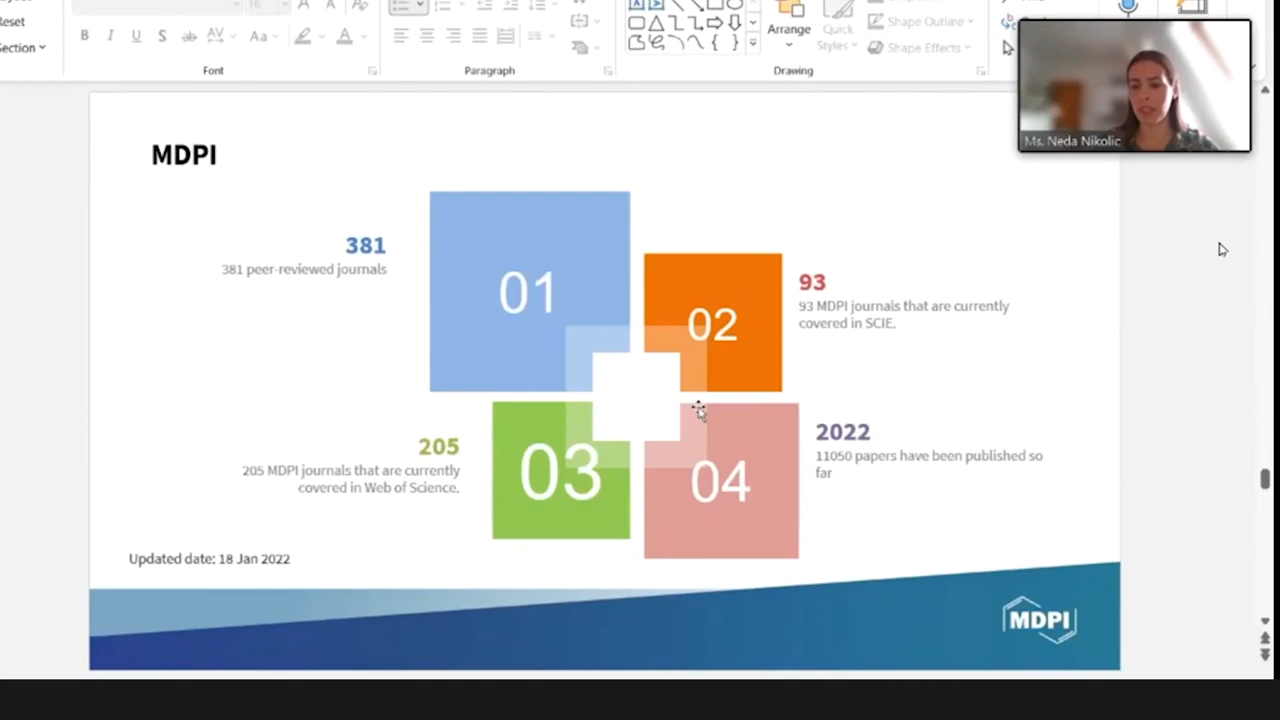 Reset
Section
B I U S ab AV Aa A
Font
Paragraph
Arrange
Quick
Styles
Shape Outline
Shape Effects
Drawing
Ms. Neda Nikolic
MDPI
381
381 peer-reviewed journals
01
02
93
93 MDPI journals that are currently
covered in SCIE.
205
205 MDPI journals that are currently
covered in Web of Science.
03
04
2022
11050 papers have been published so
far
Updated date: 18 Jan 2022
MDPI